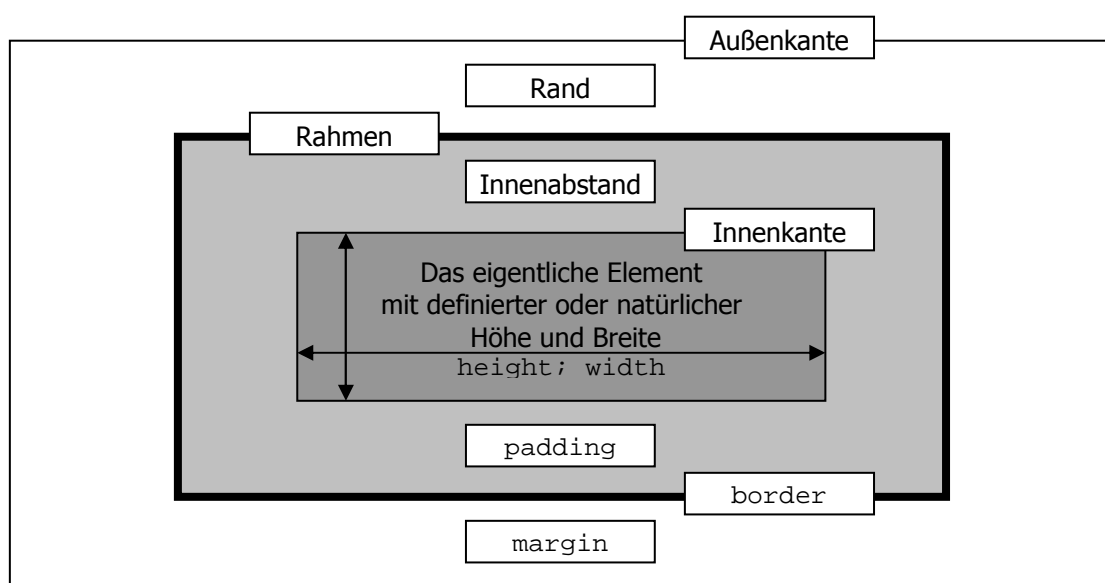 Außenkante
Rand
Rahmen
Innenabstand
Innenkante
Das eigentliche Element
mit definierter oder natürlicher
Höhe und Breite
height; width
padding
border
margin